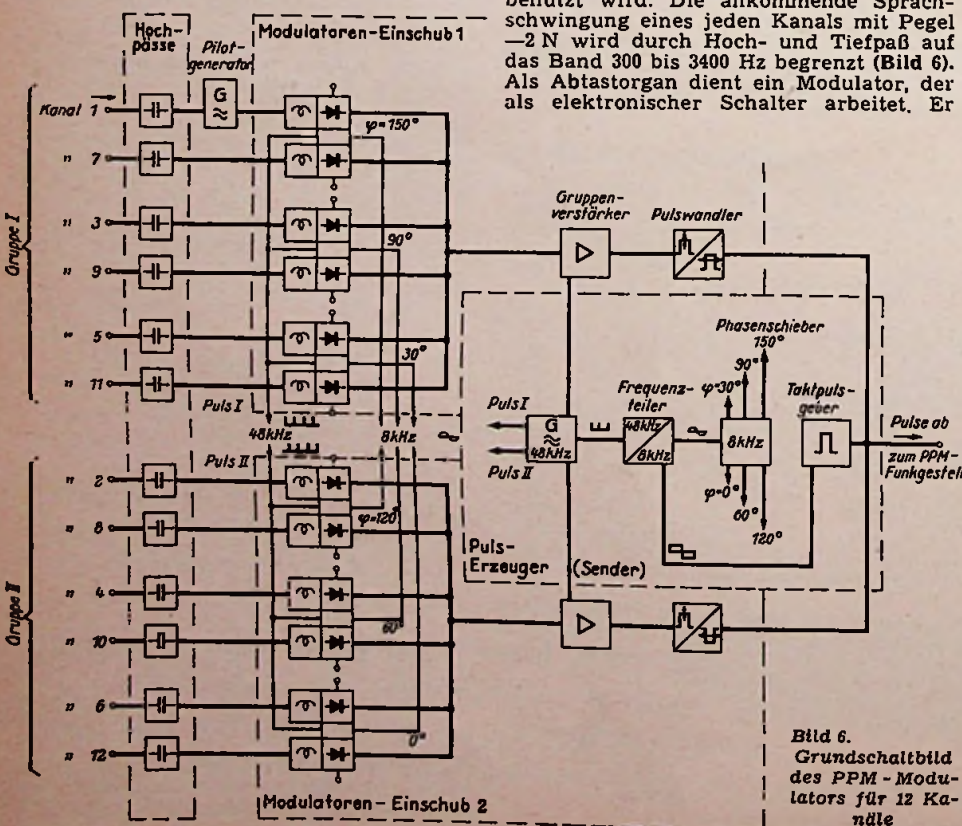 benutzt wird. Die ankommende Sprach-
schwingung eines jeden Kanals mit Pegel
—2 N wird durch Hoch- und Tiefpaß auf
das Band 300 bis 3400 Hz begrenzt (Bild 6).
Als Abtastorgan dient ein Modulator, der
als elektronischer Schalter arbeitet. Er
Hoch-
pässe
Pilot-
generator
Modulatoren-Einschub 1
Gruppe I
Kanal 1
G
φ=150°
" 7
" 3
90°
" 9
" 5
30°
" 11
Puls I
48kHz
8kHz
Puls II
Gruppe II
" 2
φ=120°
" 8
" 4
60°
" 10
" 6
0°
" 12
Modulatoren-Einschub 2
Gruppen-
verstärker
Pulswandler
Phasenschieber
150°
90°
φ=30°
Frequenz-
teiler
Taktpuls-
geber
Puls I
G
48kHz
48kHz
8kHz
8kHz
Puls II
φ=0°
60°
120°
Pulse ab
zum PPM-
Funkgestell
Puls-
Erzeuger (Sender)
Bild 6.
Grundschaltbild
des PPM-Modu-
lators für 12 Ka-
näle